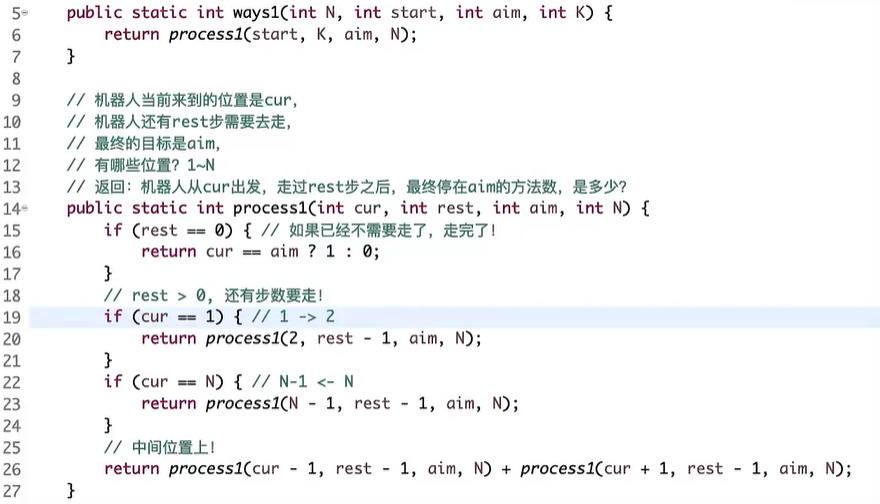 5 public static int ways1(int N, int start, int aim, int K) {
6 return process1(start, K, aim, N);
7 }
8
9 // 机器人当前来到的位置是cur,
10 // 机器人还有rest步需要去走,
11 // 最终的目标是aim,
12 // 有哪些位置？1~N
13 // 返回：机器人从cur出发，走过rest步之后，最终停在aim的方法数，是多少？
14 public static int process1(int cur, int rest, int aim, int N) {
15 if (rest == 0) { // 如果已经不需要走了，走完了！
16 return cur == aim ? 1 : 0;
17 }
18 // rest > 0, 还有步数要走！
19 if (cur == 1) { // 1 -> 2
20 return process1(2, rest - 1, aim, N);
21 }
22 if (cur == N) { // N-1 <- N
23 return process1(N - 1, rest - 1, aim, N);
24 }
25 // 中间位置上！
26 return process1(cur - 1, rest - 1, aim, N) + process1(cur + 1, rest - 1, aim, N);
27 }